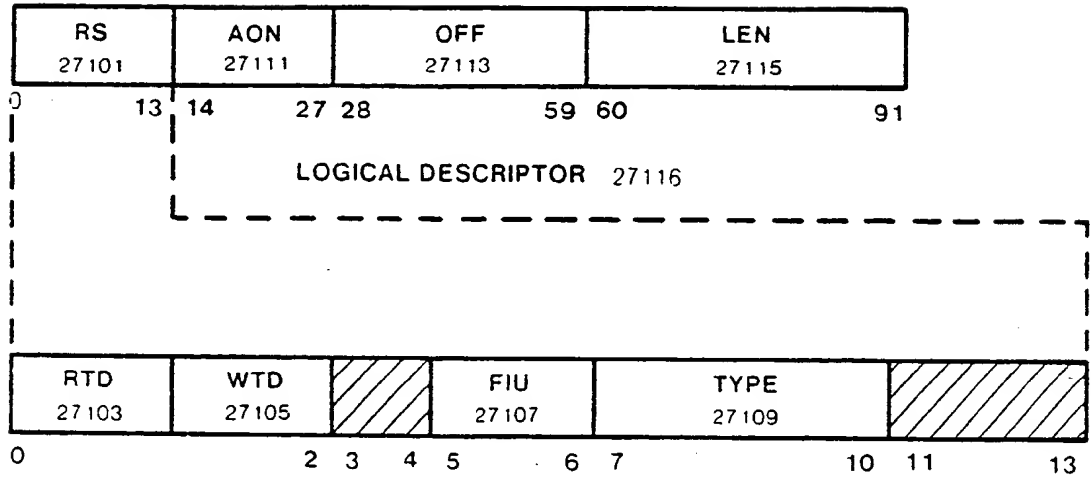 RS AON OFF LEN
27101 27111 27113 27115
0 13 14 27 28 59 60 91
LOGICAL DESCRIPTOR 27116
RTD WTD FIU TYPE
27103 27105 27107 27109
0 2 3 4 5 6 7 10 11 13